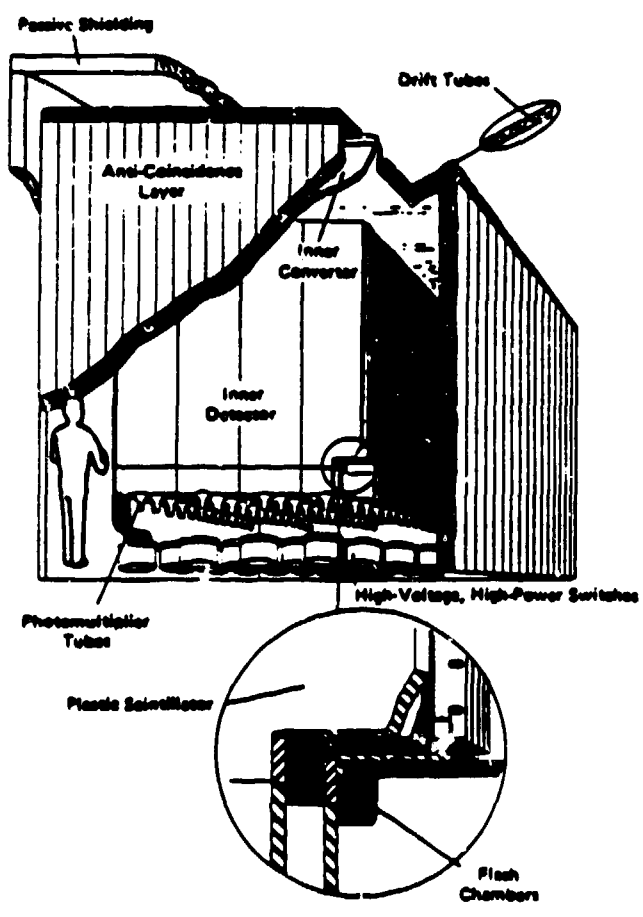 Passive Shielding
Drift Tubes
Anti-Coincidence
Layer
Inner
Converter
Inner
Detector
High-Voltage, High-Power Switches
Photomultiplier
Tubes
Plastic Scintillator
Flash
Chambers